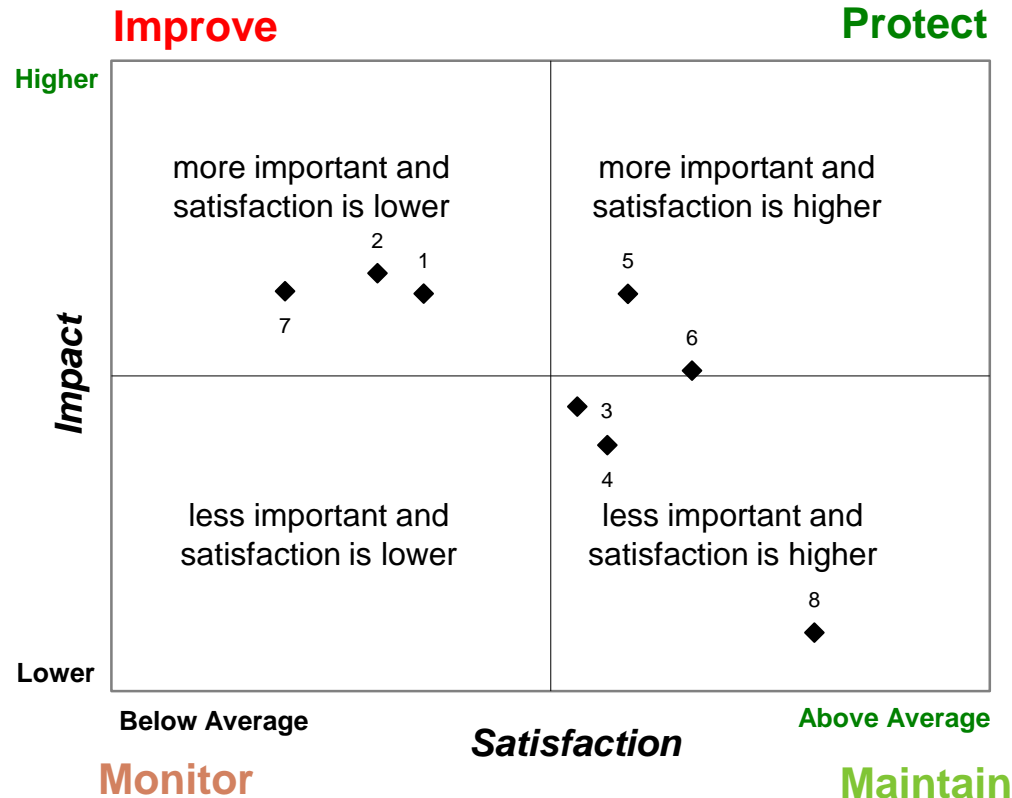 Improve
Protect
Higher
more important and
satisfaction is lower
more important and
satisfaction is higher
2
1
5
7
6
Impact
3
4
less important and
satisfaction is lower
less important and
satisfaction is higher
8
Lower
Below Average
Satisfaction
Above Average
Monitor
Maintain